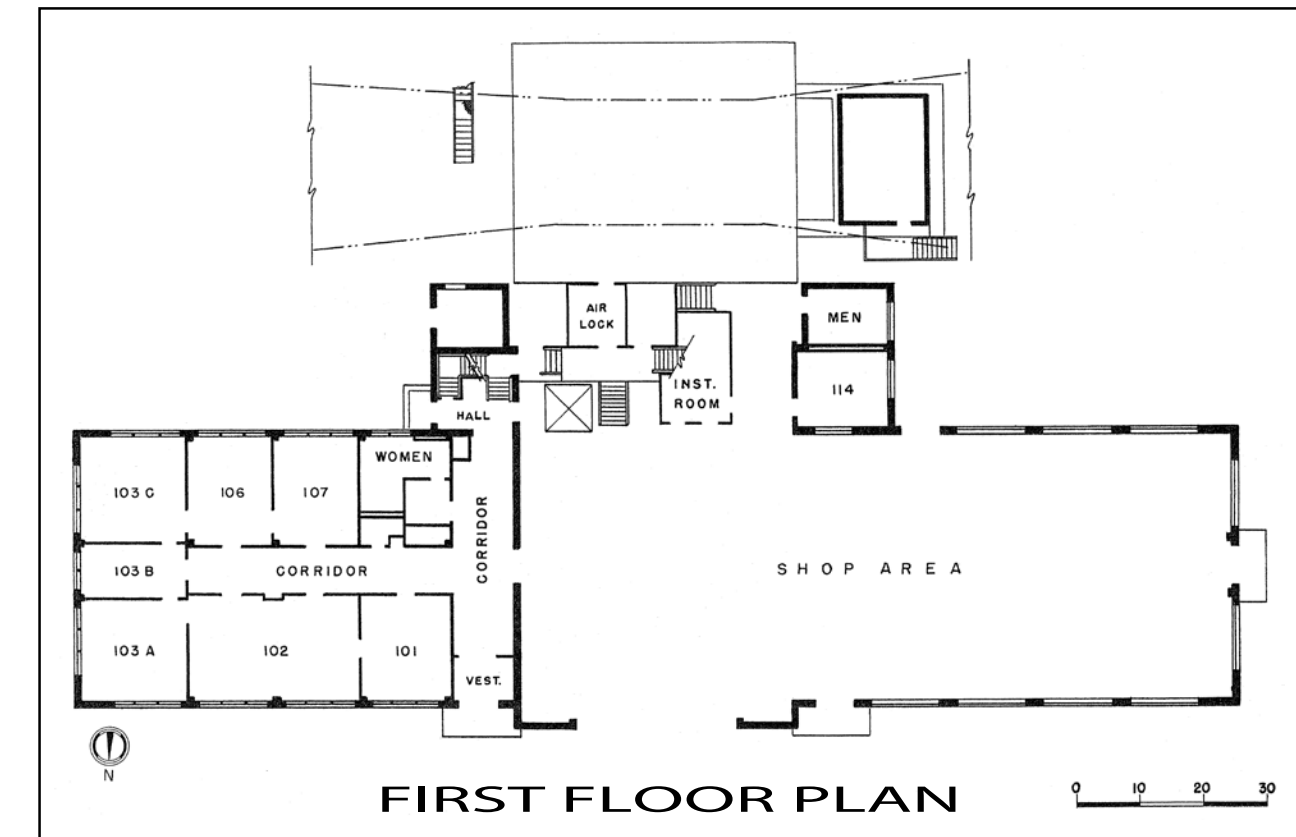 AIR
LOCK
MEN
INST.
ROOM
114
HALL
WOMEN
103 C
106
107
CORRIDOR
103 B
CORRIDOR
SHOP AREA
103 A
102
101
VEST.
N
FIRST FLOOR PLAN
0 10 20 30